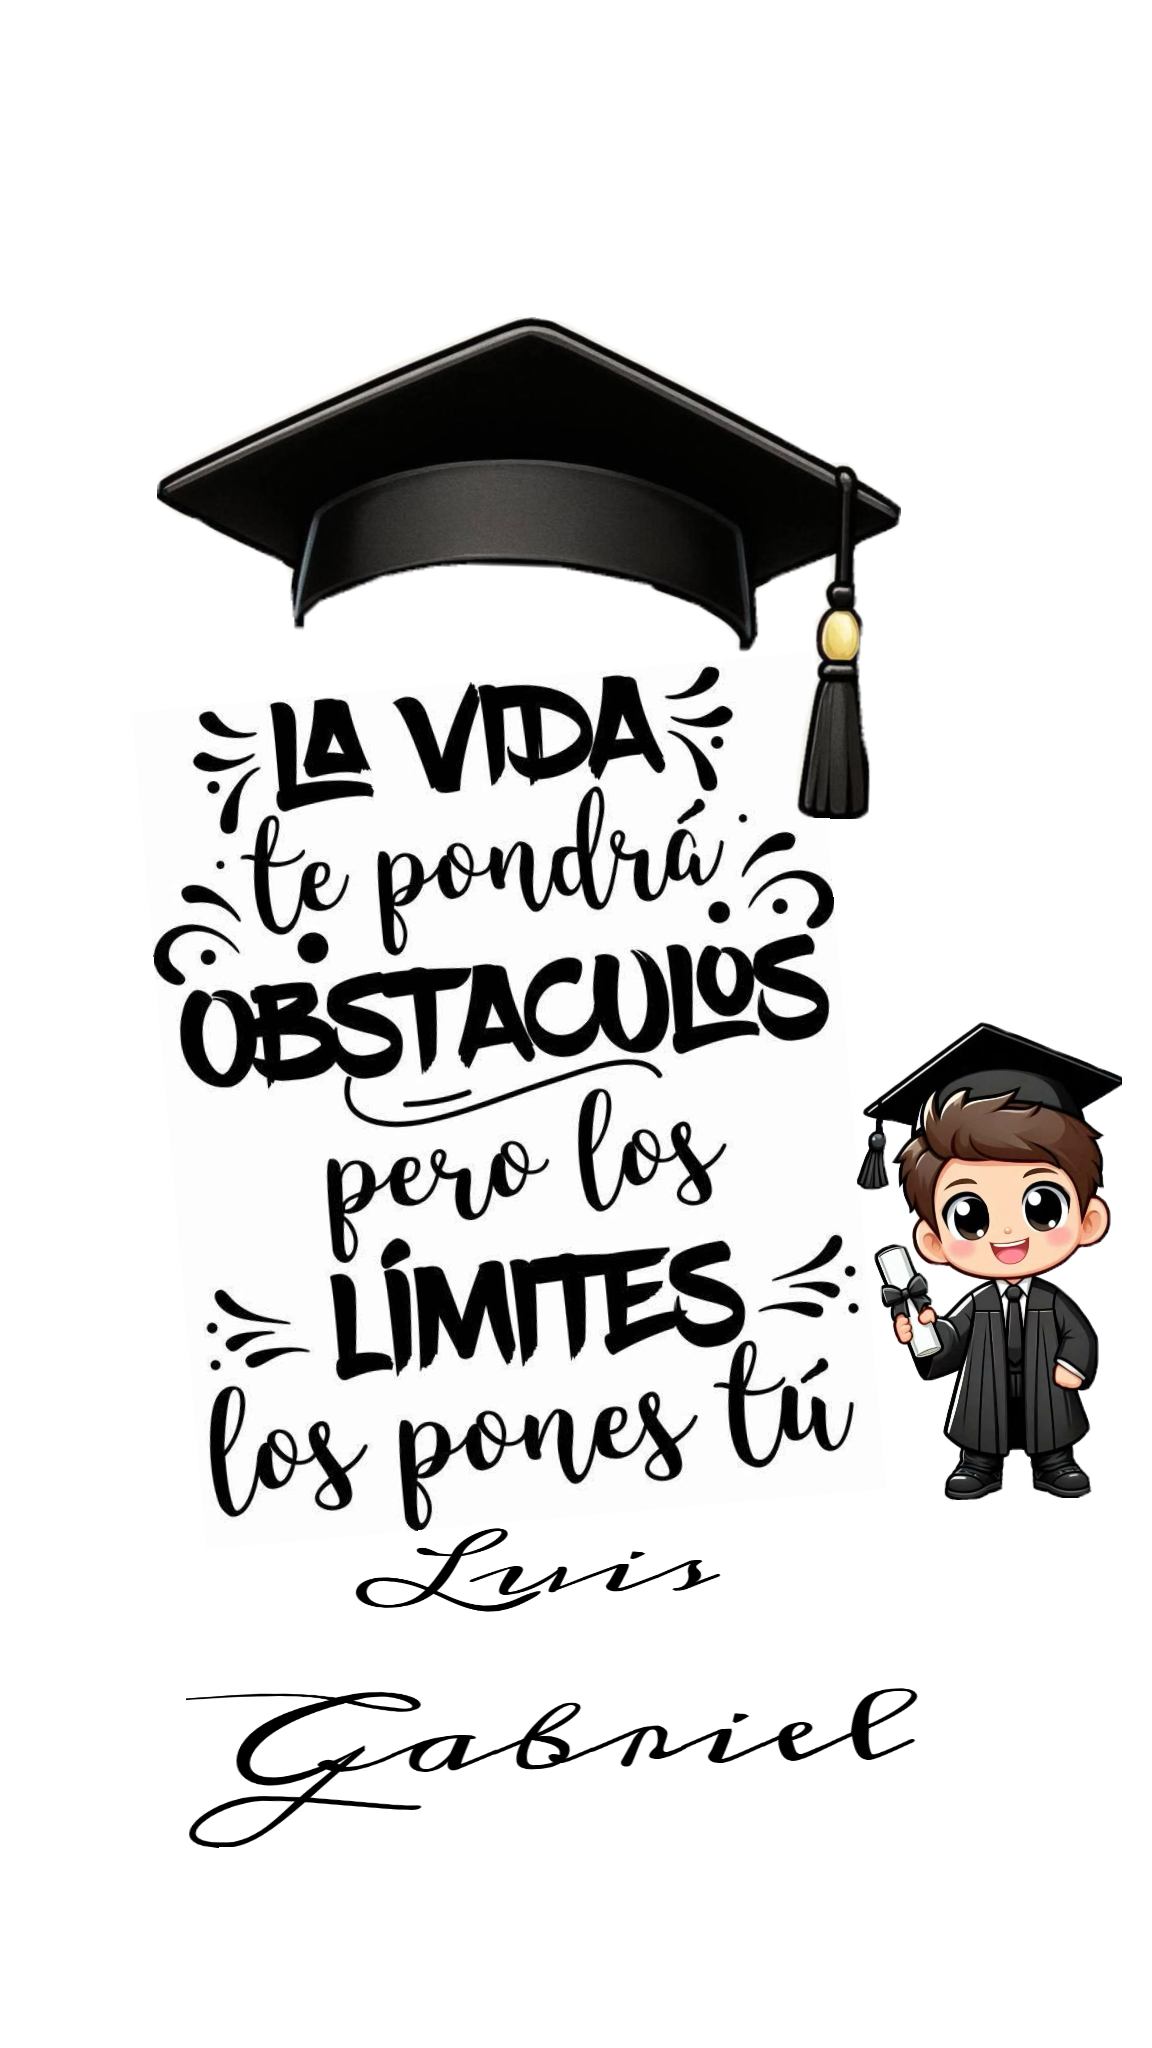 LA VIDA
te pondrá
OBSTACULOS
pero los
LÍMITES
los pones tú
Luis
Gabriel